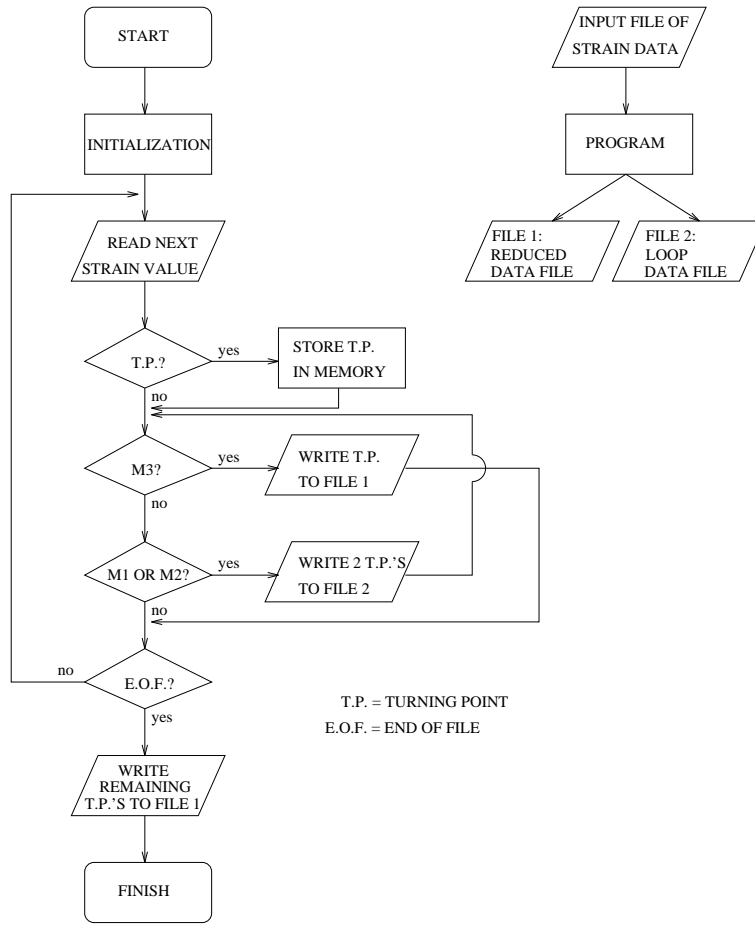 START
INITIALIZATION
READ NEXT
STRAIN VALUE
T.P.?
yes
STORE T.P.
IN MEMORY
no
M3?
yes
WRITE T.P.
TO FILE 1
no
M1 OR M2?
yes
WRITE 2 T.P.'S
TO FILE 2
no
E.O.F.?
no
yes
WRITE
REMAINING
T.P.'S TO FILE 1
FINISH
INPUT FILE OF
STRAIN DATA
PROGRAM
FILE 1:
REDUCED
DATA FILE
FILE 2:
LOOP
DATA FILE
T.P. = TURNING POINT
E.O.F. = END OF FILE